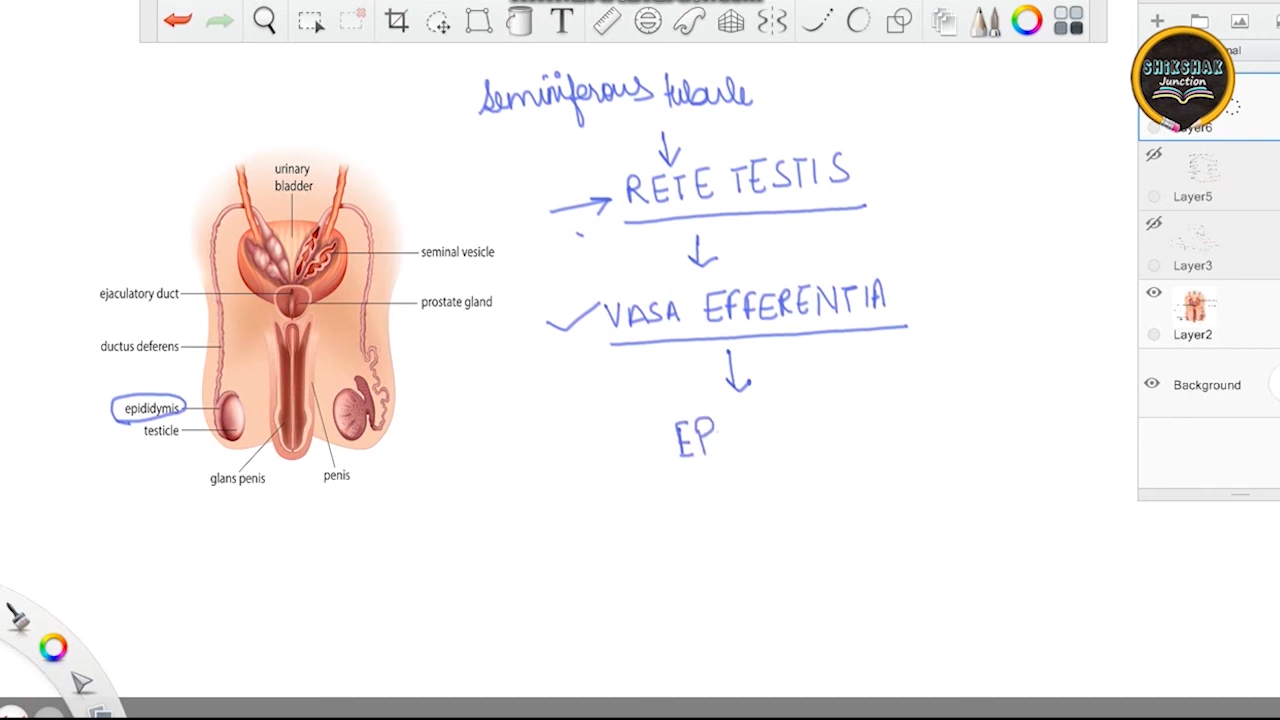 SHIKSHAK
Junction
Seminiferous tubule
RETE TESTIS
VASA EFFERENTIA
EP
urinary
bladder
seminal vesicle
ejaculatory duct
prostate gland
ductus deferens
epididymis
testicle
glans penis
penis
Layer5
Layer3
Layer2
Background
T